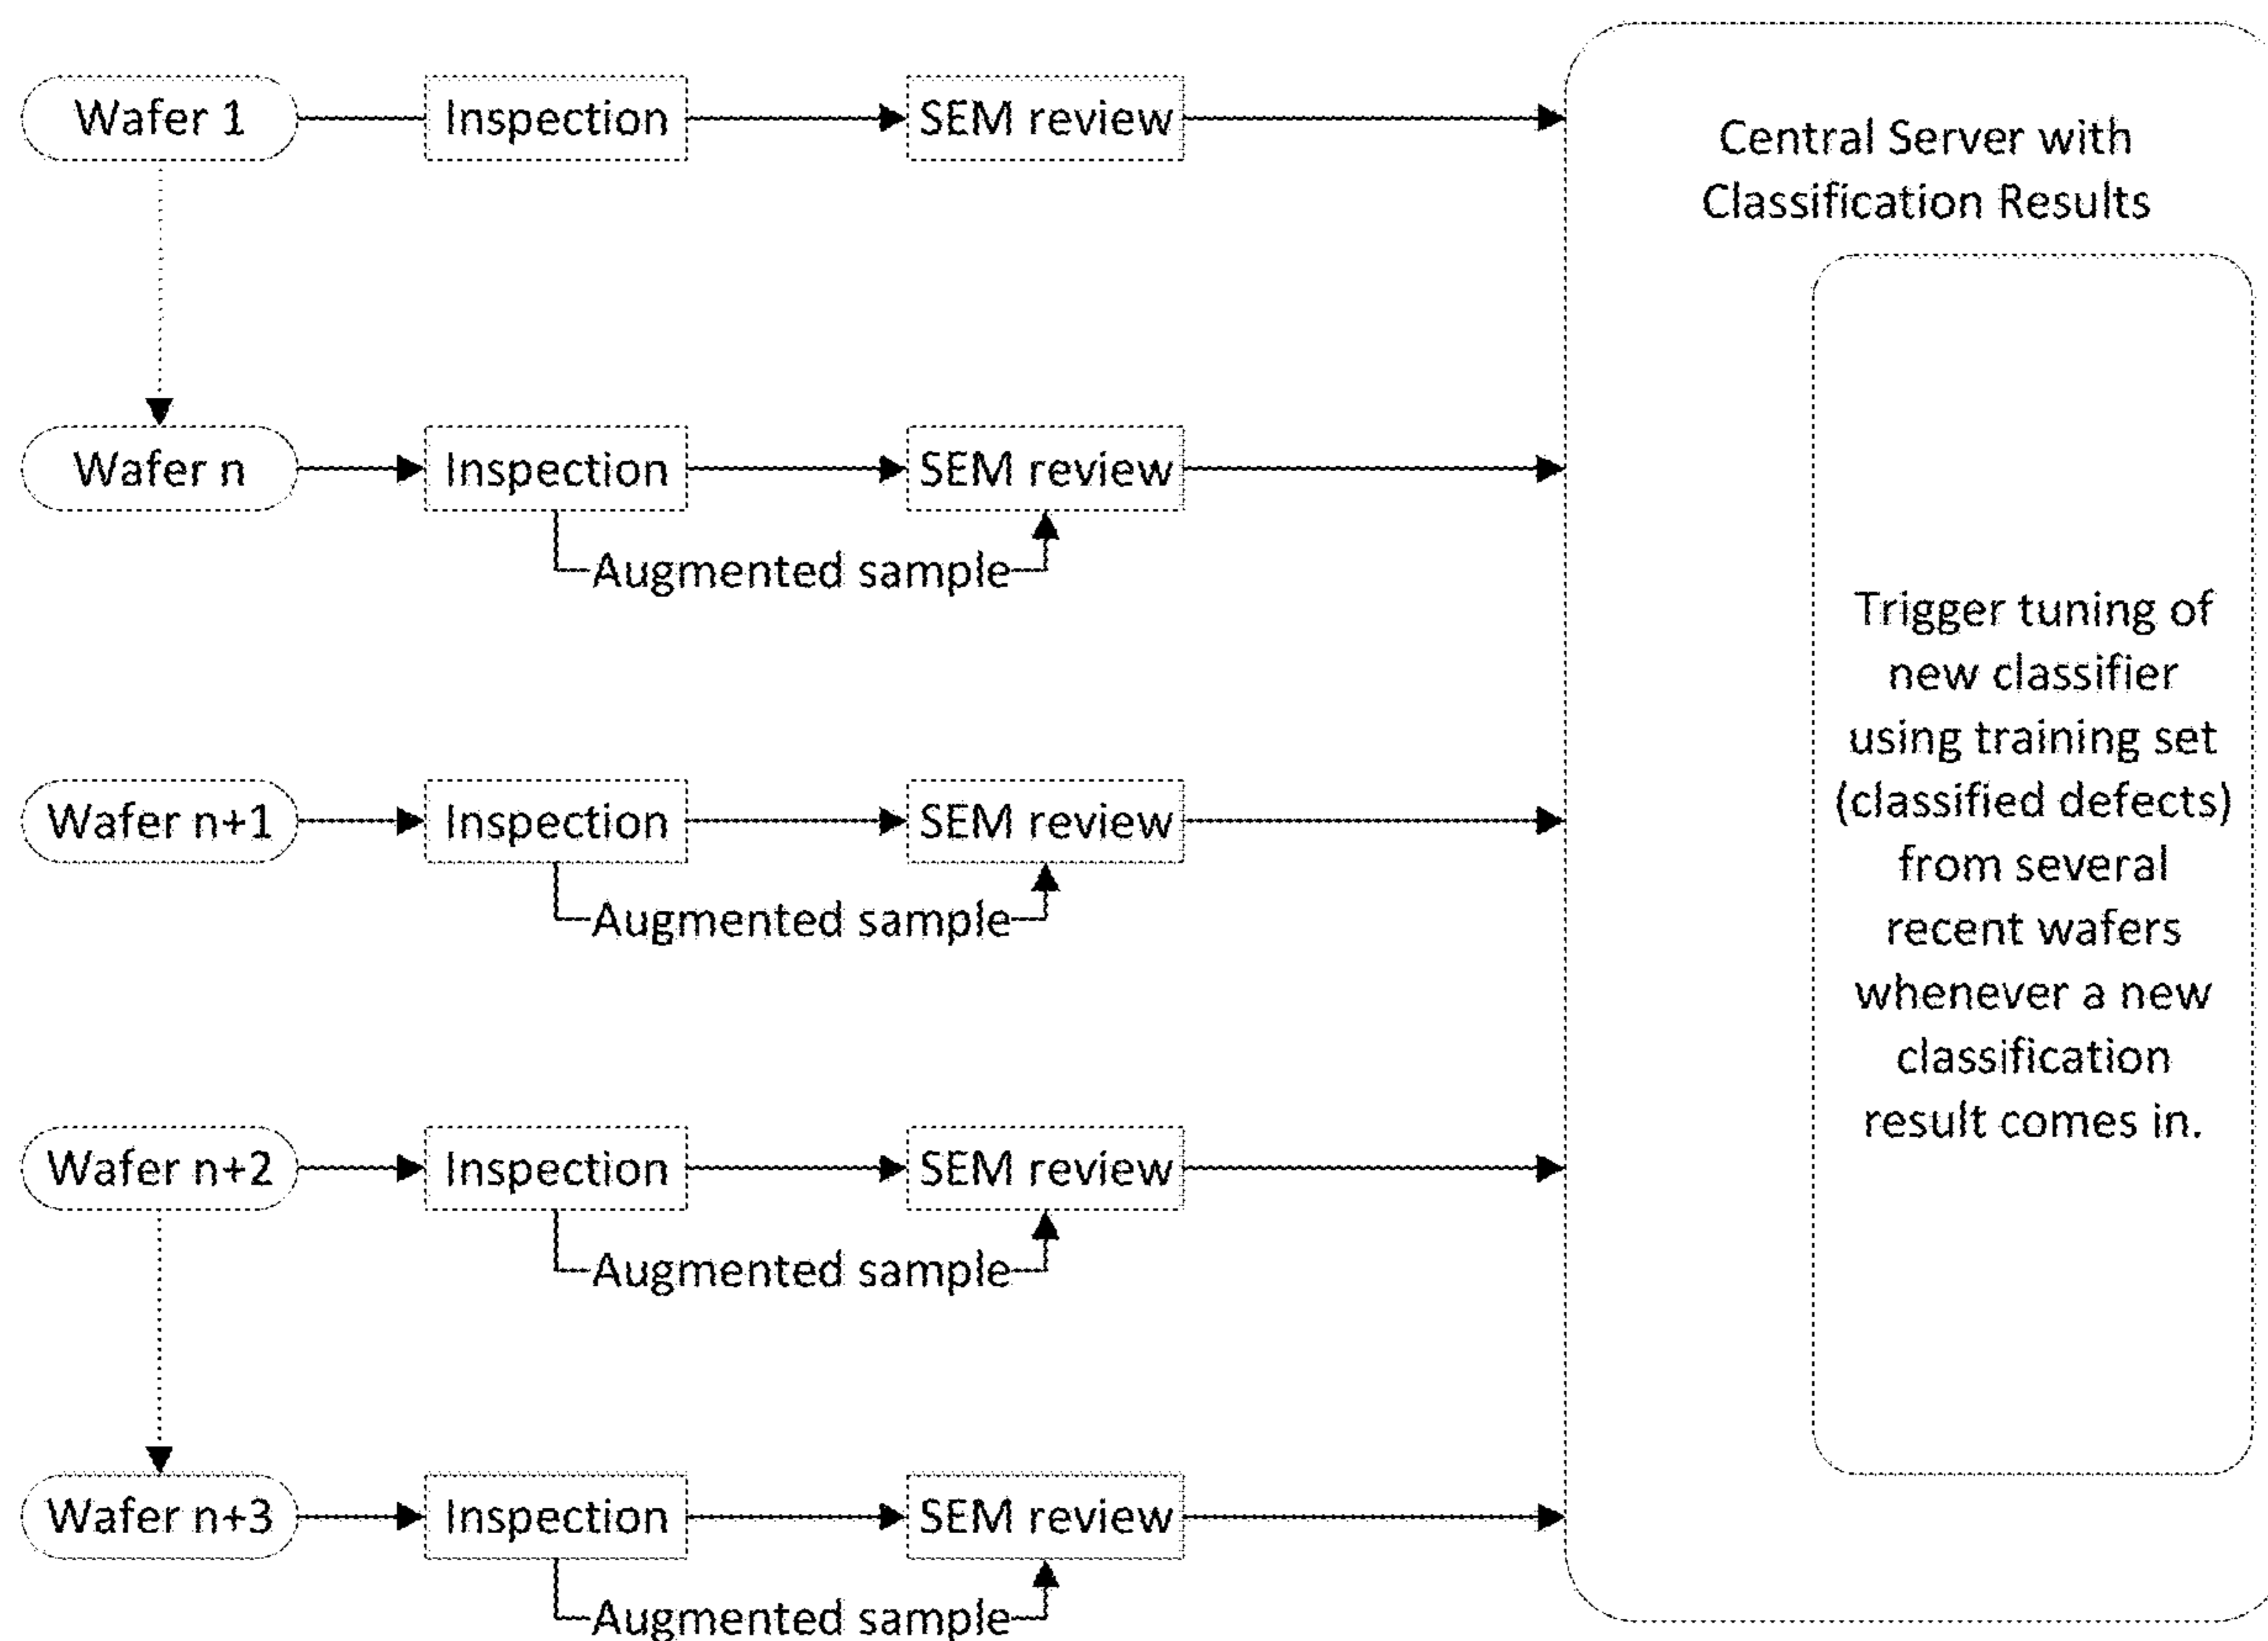 Wafer 1
Inspection
SEM review
Central Server with
Classification Results
Wafer n
Inspection
SEM review
Augmented sample
Trigger tuning of
new classifier
using training set
(classified defects)
from several
recent wafers
whenever a new
classification
result comes in.
Wafer n+1
Inspection
SEM review
Augmented sample
Wafer n+2
Inspection
SEM review
Augmented sample
Wafer n+3
Inspection
SEM review
Augmented sample